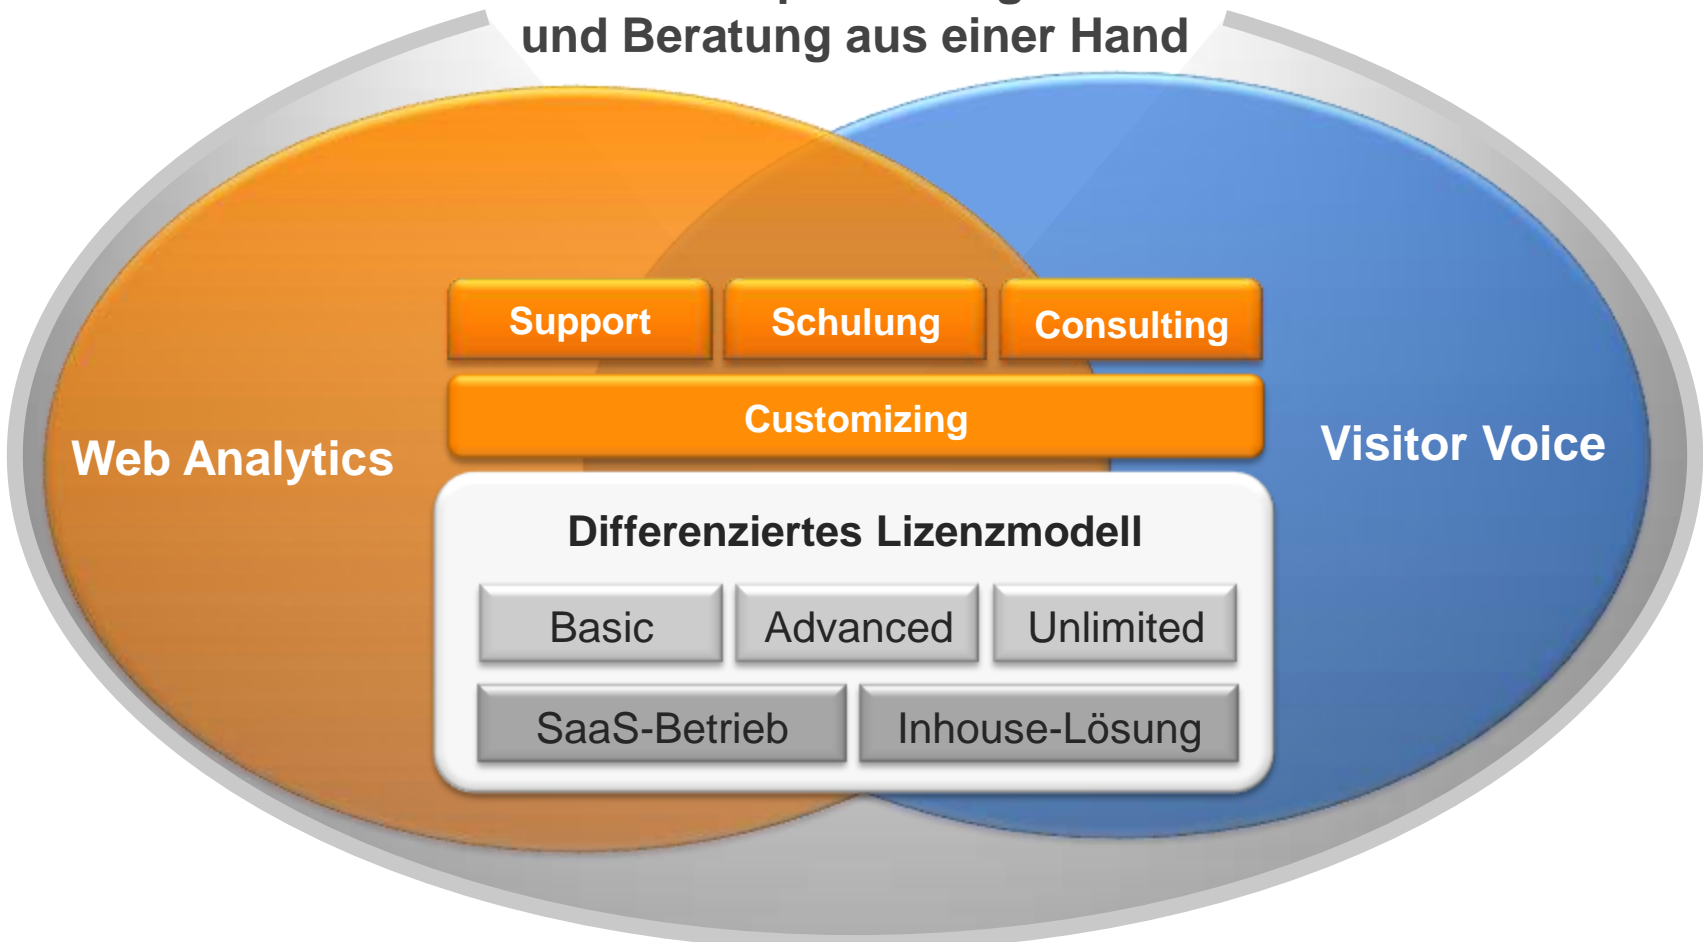 und Beratung aus einer Hand
Support
Schulung
Consulting
Customizing
Web Analytics
Visitor Voice
Differenziertes Lizenzmodell
Basic
Advanced
Unlimited
SaaS-Betrieb
Inhouse-Lösung